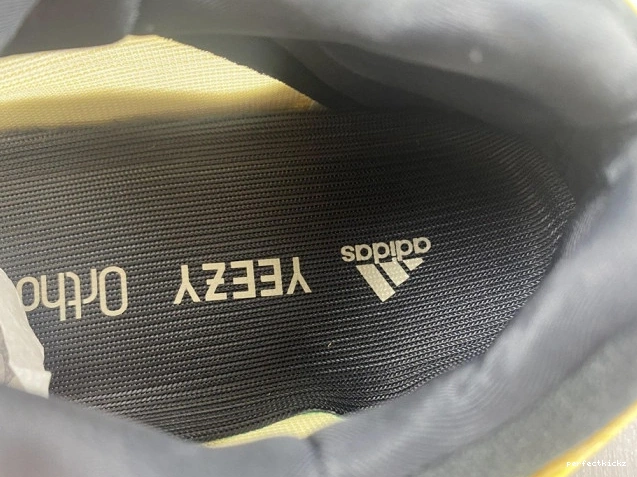 adidas
YEEZY
Ortho
perfectkickz